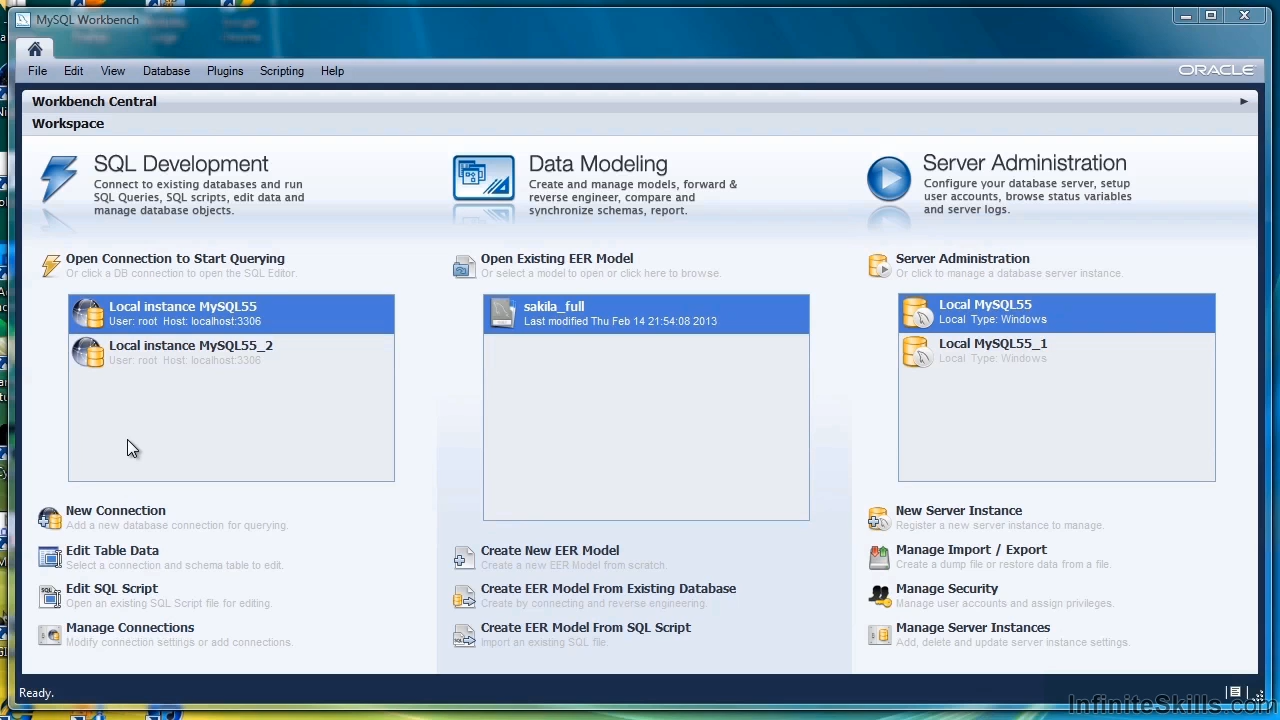 MySQL Workbench
File Edit View Database Plugins Scripting Help
ORACLE
Workbench Central
Workspace
SQL Development
Connect to existing databases and run
SQL Queries, SQL scripts, edit data and
manage database objects.
Open Connection to Start Querying
Or click a DB connection to open the SQL Editor.
Local instance MySQL55
User: root Host: localhost:3306
Local instance MySQL55_2
User: root Host: localhost:3306
New Connection
Add a new database connection for querying.
Edit Table Data
Select a connection and schema table to edit.
Edit SQL Script
Open an existing SQL Script file for editing.
Manage Connections
Modify connection settings or add connections.
Data Modeling
Create and manage models, forward &
reverse engineer, compare and
synchronize schemas, report.
Open Existing EER Model
Or select a model to open or click here to browse.
sakila_full
Last modified Thu Feb 14 21:54:08 2013
Create New EER Model
Create a new EER Model from scratch.
Create EER Model From Existing Database
Create by connecting and reverse engineering.
Create EER Model From SQL Script
Import an existing SQL file.
Server Administration
Configure your database server, setup
user accounts, browse status variables
and server logs.
Server Administration
Or click to manage a database server instance.
Local MySQL55
Local Type: Windows
Local MySQL55_1
Local Type: Windows
New Server Instance
Register a new server instance to manage.
Manage Import / Export
Create a dump file or restore data from a file.
Manage Security
Manage user accounts and assign privileges.
Manage Server Instances
Add, delete and update server instance settings.
Ready.
InfiniteSkills.com